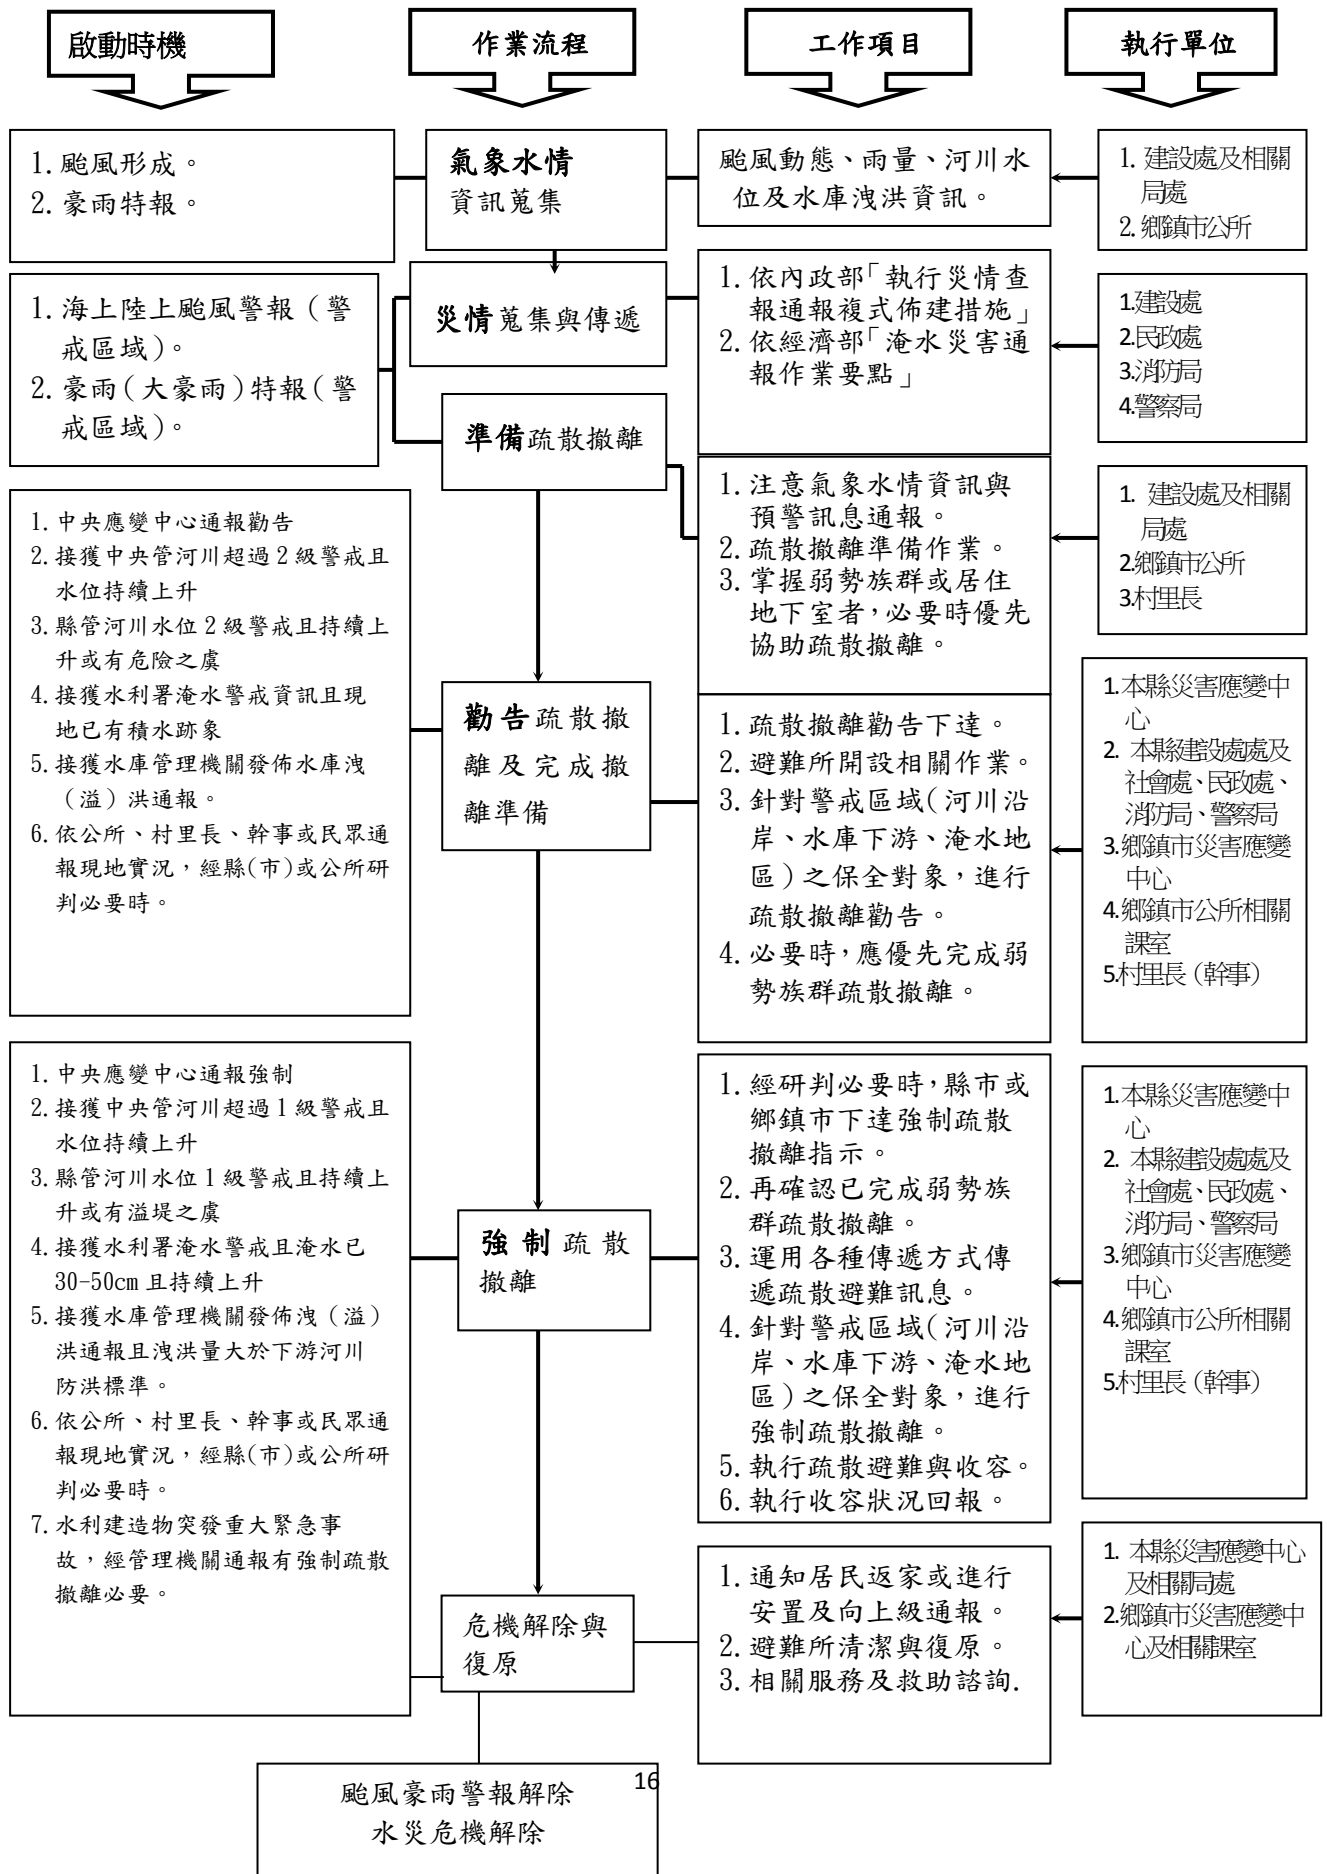 啟動時機
作業流程
工作項目
執行單位
1. 颱風形成。
2. 豪雨特報。
氣象水情
資訊蒐集
颱風動態、雨量、河川水
位及水庫洩洪資訊。
1. 建設處及相關
局處
2. 鄉鎮市公所
1. 海上陸上颱風警報（警
戒區域）。
2. 豪雨（大豪雨）特報（警
戒區域）。
災情蒐集與傳遞
1. 依內政部「執行災情查
報通報複式佈建措施」
2. 依經濟部「淹水災害通
報作業要點」
1.建設處
2.民政處
3.消防局
4.警察局
準備疏散撤離
1. 注意氣象水情資訊與
預警訊息通報。
2. 疏散撤離準備作業。
3. 掌握弱勢族群或居住
地下室者，必要時優先
協助疏散撤離。
1. 建設處及相關
局處
2.鄉鎮市公所
3.村里長
1. 中央應變中心通報勸告
2. 接獲中央管河川超過 2 級警戒且
水位持續上升
3. 縣管河川水位 2 級警戒且持續上
升或有危險之虞
4. 接獲水利署淹水警戒資訊且現
地已有積水跡象
5. 接獲水庫管理機關發佈水庫洩
（溢）洪通報。
6. 依公所、村里長、幹事或民眾通
報現地實況，經縣(市)或公所研
判必要時。
勸告疏散撤
離及完成撤
離準備
1. 疏散撤離勸告下達。
2. 避難所開設相關作業。
3. 針對警戒區域（河川沿
岸、水庫下游、淹水地
區）之保全對象，進行
疏散撤離勸告。
4. 必要時，應優先完成弱
勢族群疏散撤離。
1.本縣災害應變中
心
2. 本縣建設處處及
社會處、民政處、
消防局、警察局
3.鄉鎮市災害應變
中心
4.鄉鎮市公所相關
課室
5.村里長（幹事）
1. 中央應變中心通報強制
2. 接獲中央管河川超過 1 級警戒且
水位持續上升
3. 縣管河川水位 1 級警戒且持續上
升或有溢堤之虞
4. 接獲水利署淹水警戒且淹水已
30-50cm 且持續上升
5. 接獲水庫管理機關發佈洩（溢）
洪通報且洩洪量大於下游河川
防洪標準。
6. 依公所、村里長、幹事或民眾通
報現地實況，經縣(市)或公所研
判必要時。
7. 水利建造物突發重大緊急事
故，經管理機關通報有強制疏散
撤離必要。
強制疏散
撤離
1. 經研判必要時，縣市或
鄉鎮市下達強制疏散
撤離指示。
2. 再確認已完成弱勢族
群疏散撤離。
3. 運用各種傳遞方式傳
遞疏散避難訊息。
4. 針對警戒區域（河川沿
岸、水庫下游、淹水地
區）之保全對象，進行
強制疏散撤離。
5. 執行疏散避難與收容。
6. 執行收容狀況回報。
1.本縣災害應變中
心
2. 本縣建設處處及
社會處、民政處、
消防局、警察局
3.鄉鎮市災害應變
中心
4.鄉鎮市公所相關
課室
5.村里長（幹事）
危機解除與
復原
1. 通知居民返家或進行
安置及向上級通報。
2. 避難所清潔與復原。
3. 相關服務及救助諮詢.
1. 本縣災害應變中心
及相關局處
2.鄉鎮市災害應變中
心及相關課室
颱風豪雨警報解除
水災危機解除
16